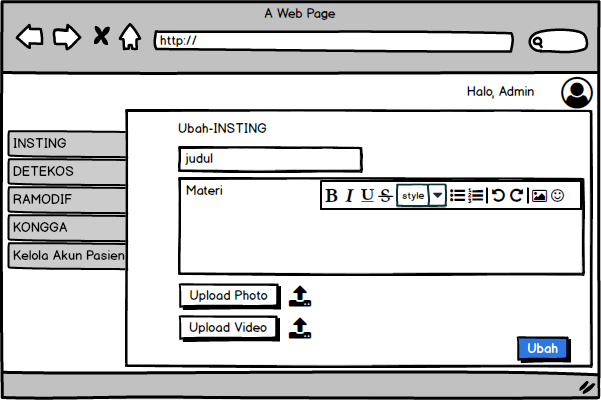 A Web Page
http://
Halo, Admin
INSTING
DETEKOS
RAMODIF
KONGGA
Kelola Akun Pasien
Ubah-INSTING
judul
Materi
B I U S style
Upload Photo
Upload Video
Ubah